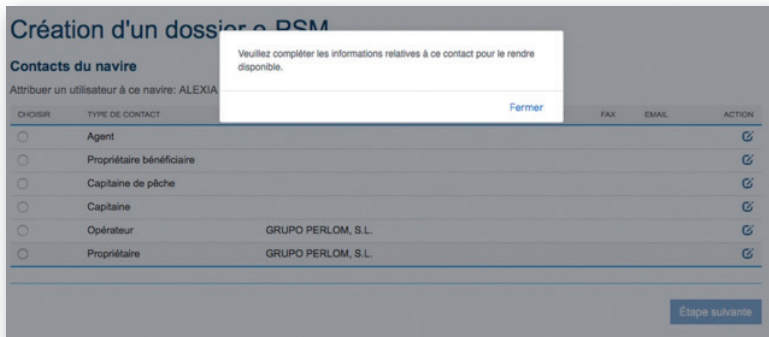 Création d'un dossier e-PSM
Veuillez compléter les informations relatives à ce contact pour le rendre
disponible.
Fermer
Contacts du navire
Attribuer un utilisateur à ce navire: ALEXIA
CHOISIR TYPE DE CONTACT FAX EMAIL ACTION
Agent
Propriétaire bénéficiaire
Capitaine de pêche
Capitaine
Opérateur GRUPO PERLOM, S.L.
Propriétaire GRUPO PERLOM, S.L.
Étape suivante